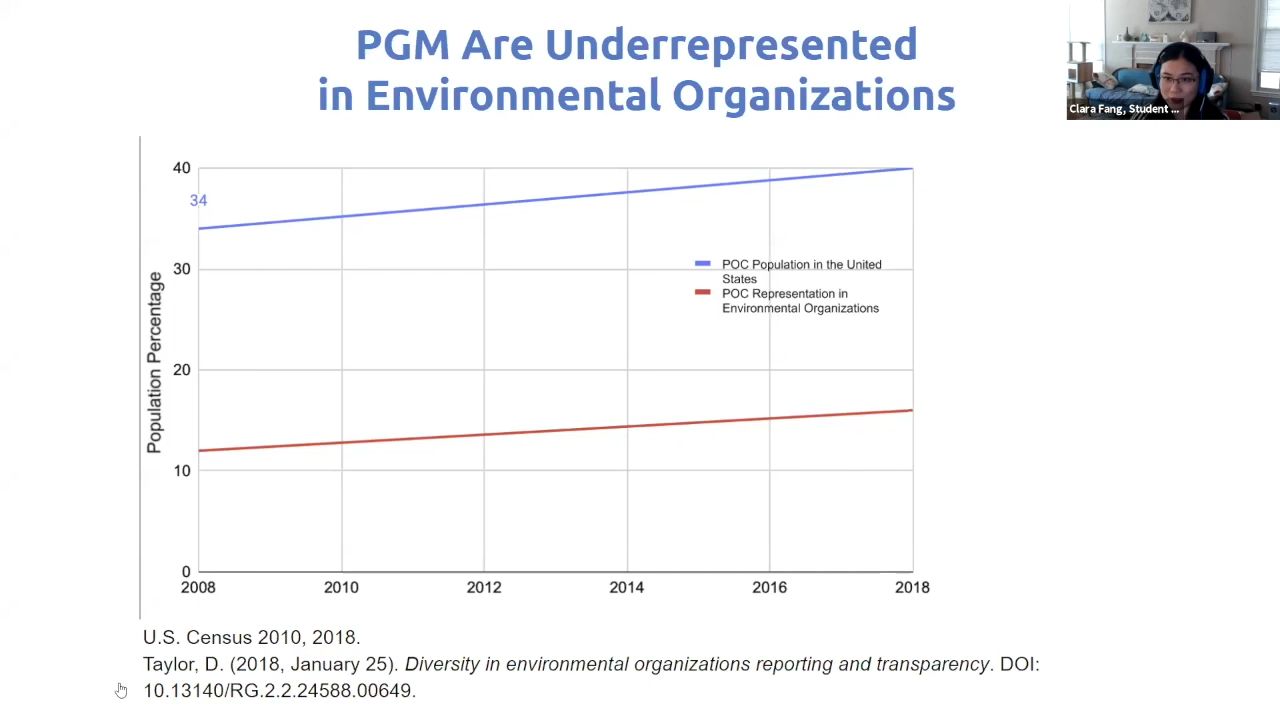 PGM Are Underrepresented
in Environmental Organizations
Clara Fang, Student ...
40
34
30
20
10
0
Population Percentage
POC Population in the United
States
POC Representation in
Environmental Organizations
2008 2010 2012 2014 2016 2018
U.S. Census 2010, 2018.
Taylor, D. (2018, January 25). Diversity in environmental organizations reporting and transparency. DOI:
10.13140/RG.2.2.24588.00649.